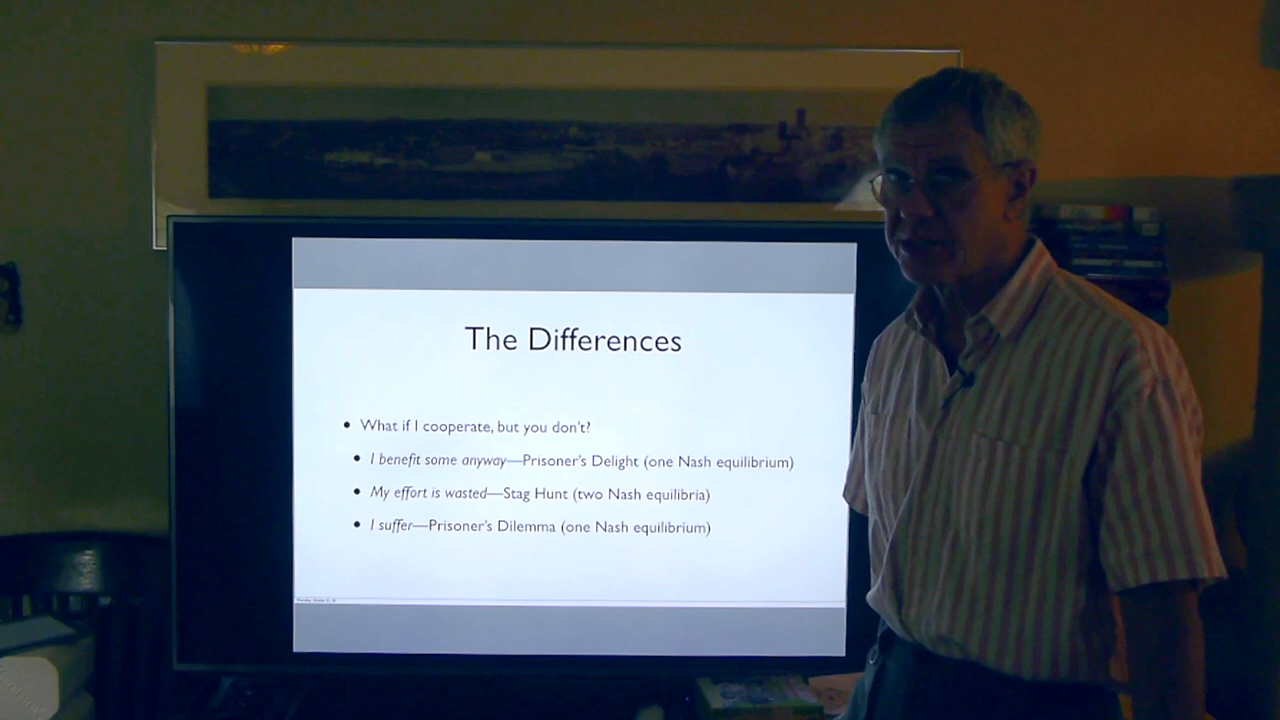 The Differences
• What if I cooperate, but you don't?
• I benefit some anyway—Prisoner's Delight (one Nash equilibrium)
• My effort is wasted—Stag Hunt (two Nash equilibria)
• I suffer—Prisoner's Dilemma (one Nash equilibrium)